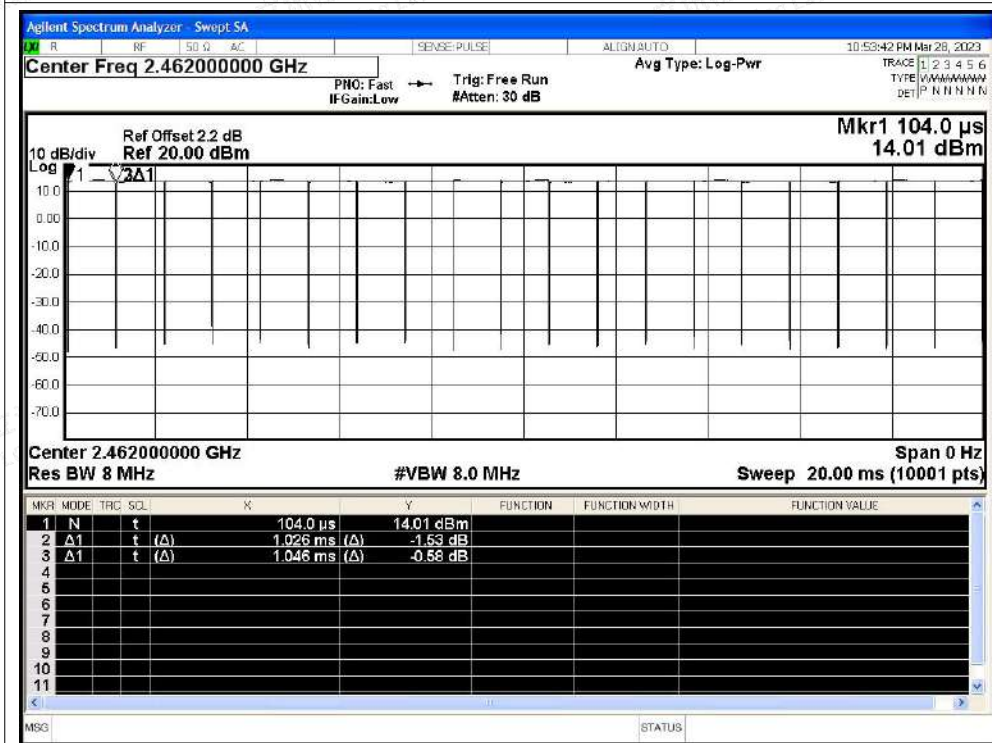 Agilent Spectrum Analyzer - Swept SA
LXI R RF 50 Ω AC SENSE:PULSE ALIGN AUTO 10:53:42 PM Mar 28, 2023
Center Freq 2.462000000 GHz Avg Type: Log-Pwr TRACE 1 2 3 4 5 6
PNO: Fast Trig: Free Run TYPE
IFGain:Low #Atten: 30 dB DET P N N N N N
Mkr1 104.0 µs
Ref Offset 2.2 dB
10 dB/div Ref 20.00 dBm 14.01 dBm
Log
1 3Δ1
10.0
0.00
-10.0
-20.0
-30.0
-40.0
-50.0
-60.0
-70.0
Center 2.462000000 GHz Span 0 Hz
Res BW 8 MHz #VBW 8.0 MHz Sweep 20.00 ms (10001 pts)
MKR MODE TRC SCL X Y FUNCTION FUNCTION WIDTH FUNCTION VALUE
1 N t 104.0 µs 14.01 dBm
2 Δ1 t (Δ) 1.026 ms (Δ) -1.53 dB
3 Δ1 t (Δ) 1.046 ms (Δ) -0.58 dB
4
5
6
7
8
9
10
11
MSG STATUS